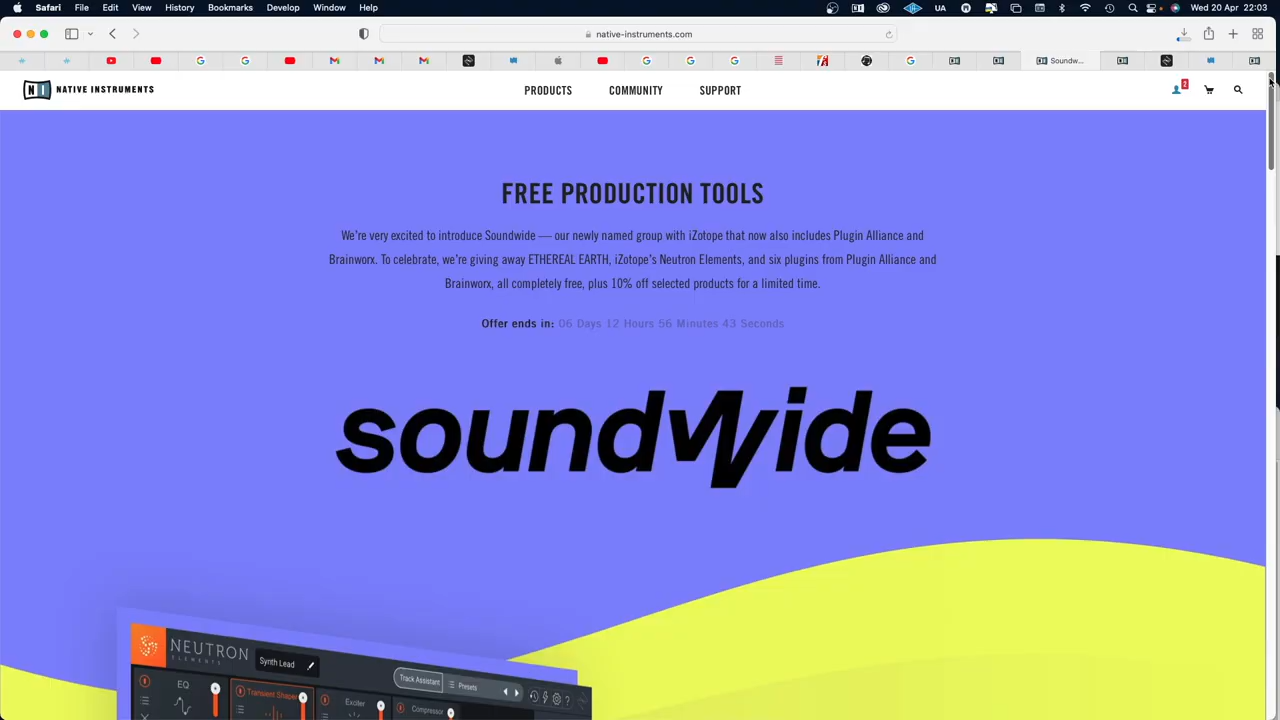 Safari File Edit View History Bookmarks Develop Window Help UA Wed 20 Apr 22:03
native-instruments.com
Soundw...
NATIVE INSTRUMENTS PRODUCTS COMMUNITY SUPPORT 2
FREE PRODUCTION TOOLS
We're very excited to introduce Soundwide — our newly named group with iZotope that now also includes Plugin Alliance and
Brainworx. To celebrate, we're giving away ETHEREAL EARTH, iZotope's Neutron Elements, and six plugins from Plugin Alliance and
Brainworx, all completely free, plus 10% off selected products for a limited time.
Offer ends in: 06 Days 12 Hours 56 Minutes 43 Seconds
soundwide
NEUTRON
ELEMENTS
Synth Lead
Track Assistant
Presets
EQ
Transient Shaper
Exciter
Compressor